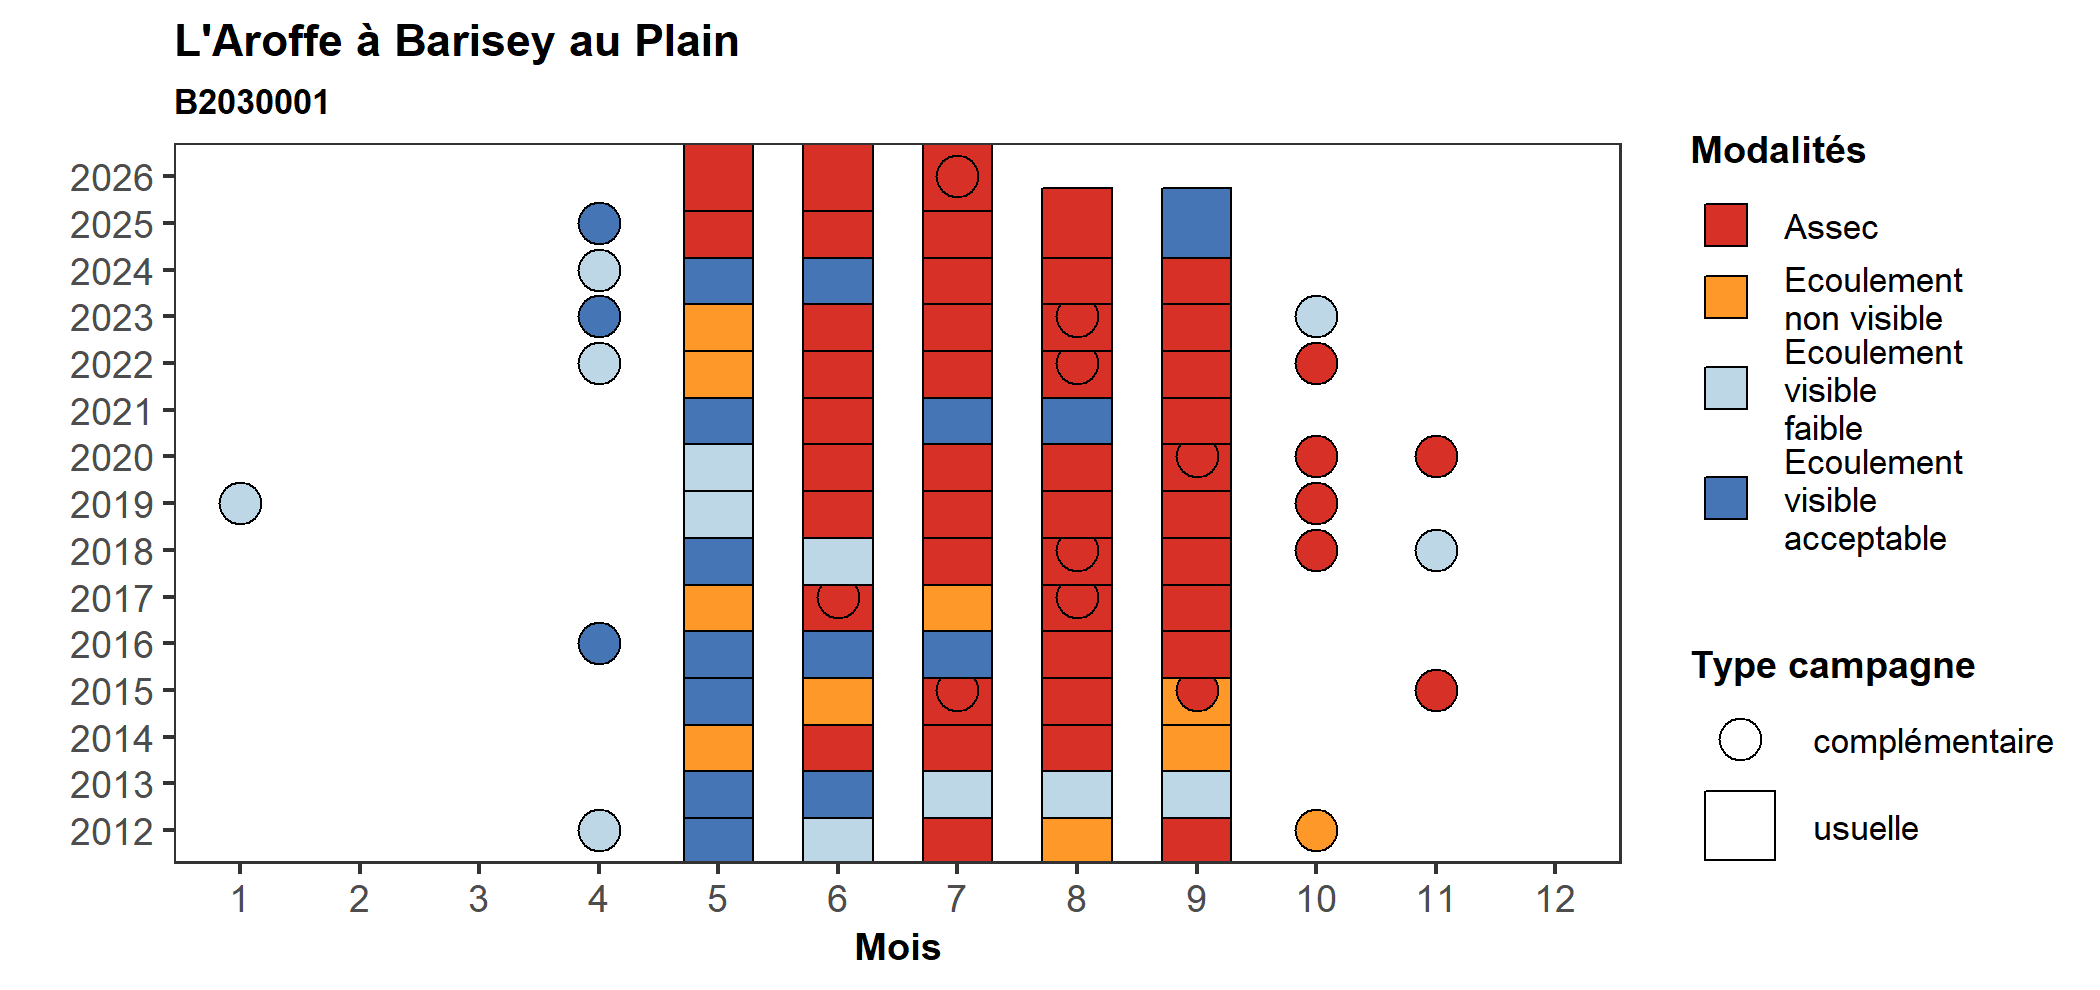 L'Aroffe à Barisey au Plain
B2030001
2026
2025
2024
2023
2022
2021
2020
2019
2018
2017
2016
2015
2014
2013
2012
1 2 3 4 5 6 7 8 9 10 11 12
Mois
Modalités
Assec
Ecoulement
non visible
Ecoulement
visible
faible
Ecoulement
visible
acceptable
Type campagne
complémentaire
usuelle